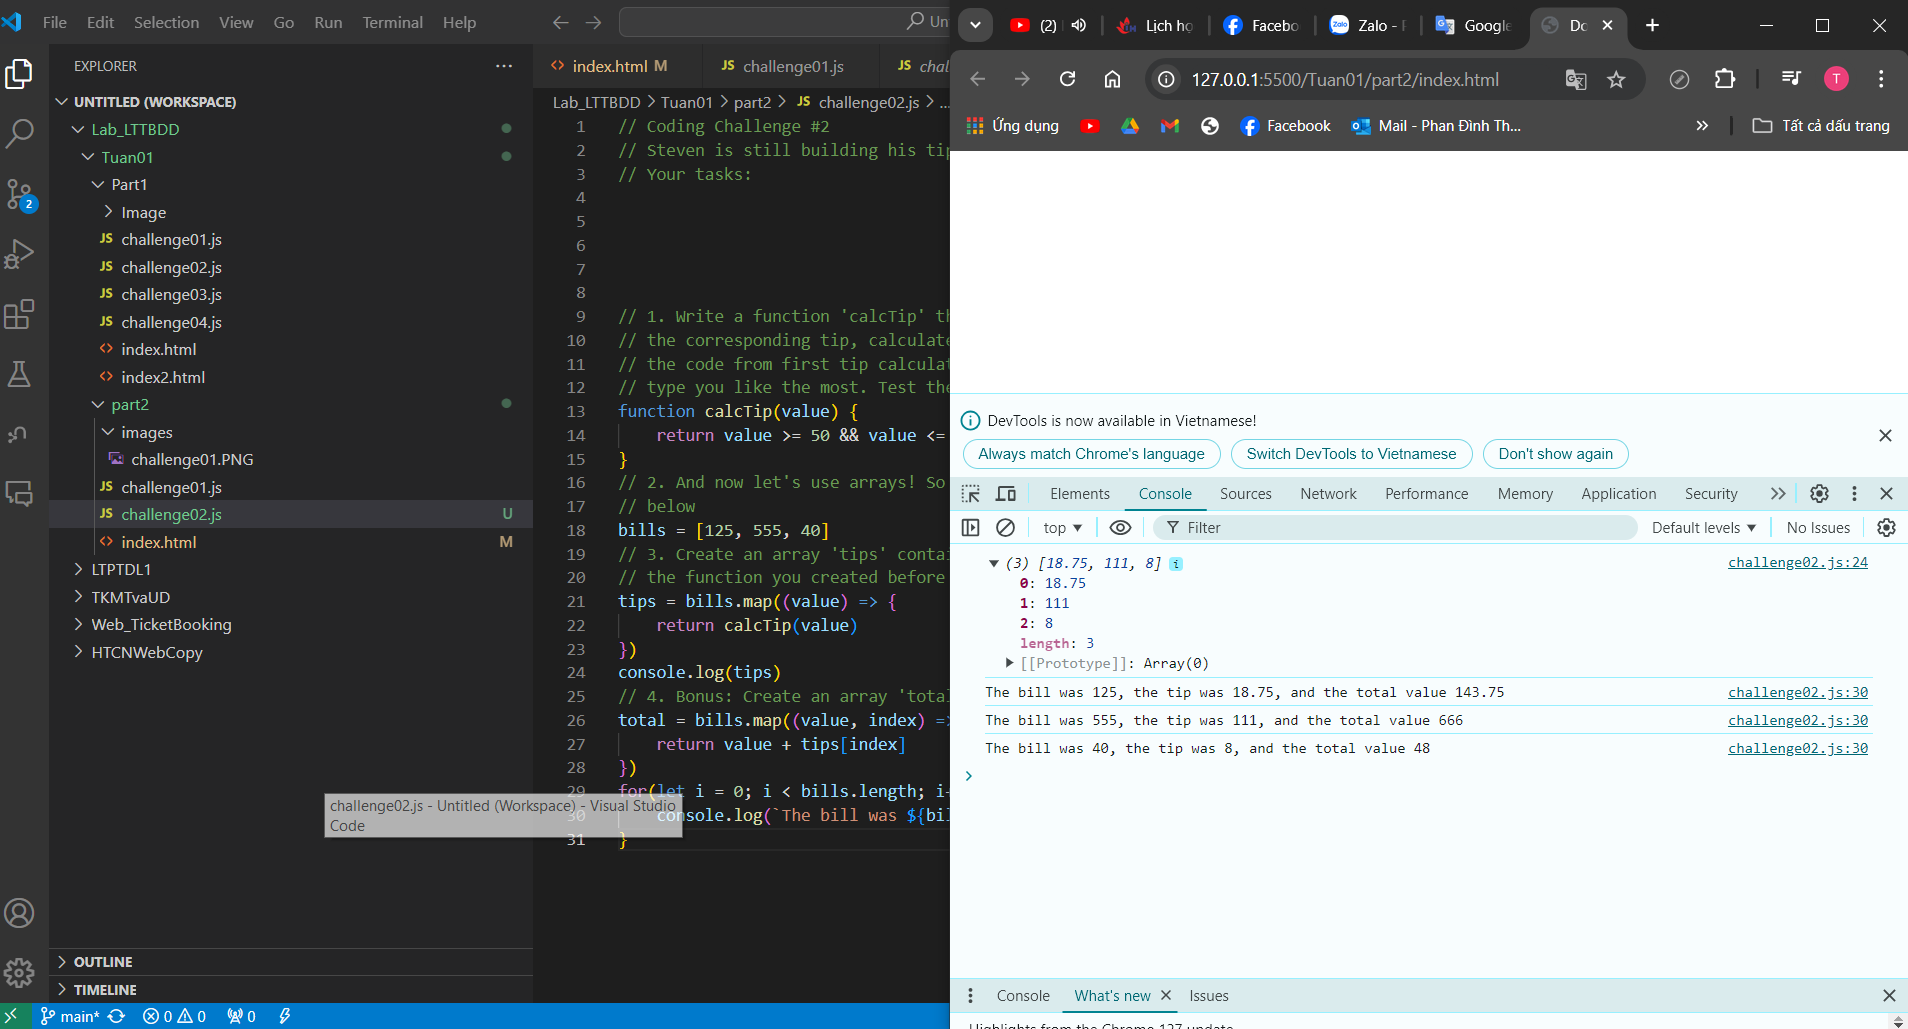 File Edit Selection View Go Run Terminal Help
Un
EXPLORER
UNTITLED (WORKSPACE)
Lab_LTTBDD
Tuan01
Part1
Image
JS challenge01.js
JS challenge02.js
JS challenge03.js
JS challenge04.js
index.html
index2.html
part2
images
challenge01.PNG
JS challenge01.js
JS challenge02.js U
index.html M
LTPTDL1
TKMTvaUD
Web_TicketBooking
HTCNWebCopy
OUTLINE
TIMELINE
2
main* 0 0 0
index.html M JS challenge01.js JS chal
Lab_LTTBDD > Tuan01 > part2 > JS challenge02.js > ...
1 // Coding Challenge #2
2 // Steven is still building his tip
3 // Your tasks:
4
5
6
7
8
9 // 1. Write a function 'calcTip' th
10 // the corresponding tip, calculate
11 // the code from first tip calculat
12 // type you like the most. Test the
13 function calcTip(value) {
14 return value >= 50 && value <=
15 }
16 // 2. And now let's use arrays! So
17 // below
18 bills = [125, 555, 40]
19 // 3. Create an array 'tips' contai
20 // the function you created before
21 tips = bills.map((value) => {
22 return calcTip(value)
23 })
24 console.log(tips)
25 // 4. Bonus: Create an array 'total
26 total = bills.map((value, index) =>
27 return value + tips[index]
28 })
29 for(let i = 0; i < bills.length; i+
30 console.log(`The bill was ${bil
31 }
challenge02.js - Untitled (Workspace) - Visual Studio
Code
(2) Lịch họ Facebo Zalo - Google Do
127.0.0.1:5500/Tuan01/part2/index.html T
Ứng dụng Facebook Mail - Phan Đình Th... Tất cả dấu trang
DevTools is now available in Vietnamese!
Always match Chrome's language Switch DevTools to Vietnamese Don't show again
Elements Console Sources Network Performance Memory Application Security
top Filter Default levels No Issues
(3) [18.75, 111, 8] i challenge02.js:24
0: 18.75
1: 111
2: 8
length: 3
[[Prototype]]: Array(0)
The bill was 125, the tip was 18.75, and the total value 143.75 challenge02.js:30
The bill was 555, the tip was 111, and the total value 666 challenge02.js:30
The bill was 40, the tip was 8, and the total value 48 challenge02.js:30
Console What's new Issues
Highlights from the Chrome 127 update